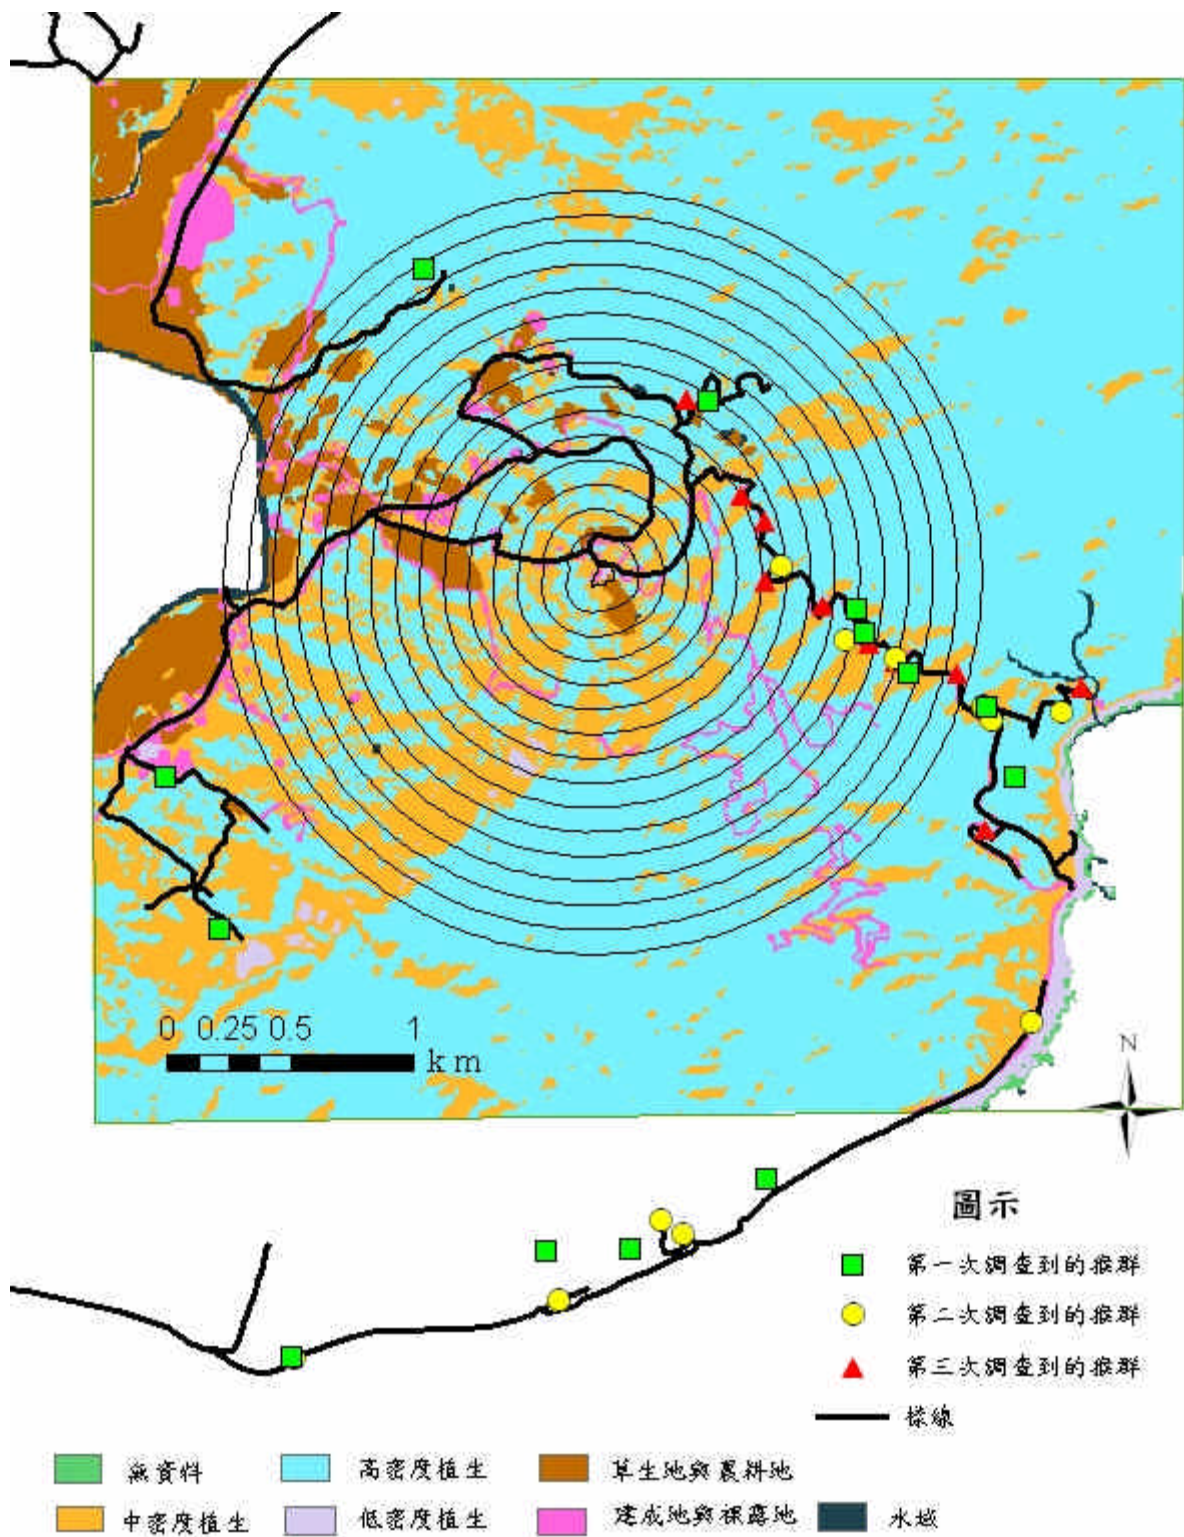 0 0.25 0.5 1
km
N
圖示
第一次調查到的猴群
第二次調查到的猴群
第三次調查到的猴群
樣線
無資料 高密度植生 草生地與農耕地
中密度植生 低密度植生 建成地與裸露地 水域